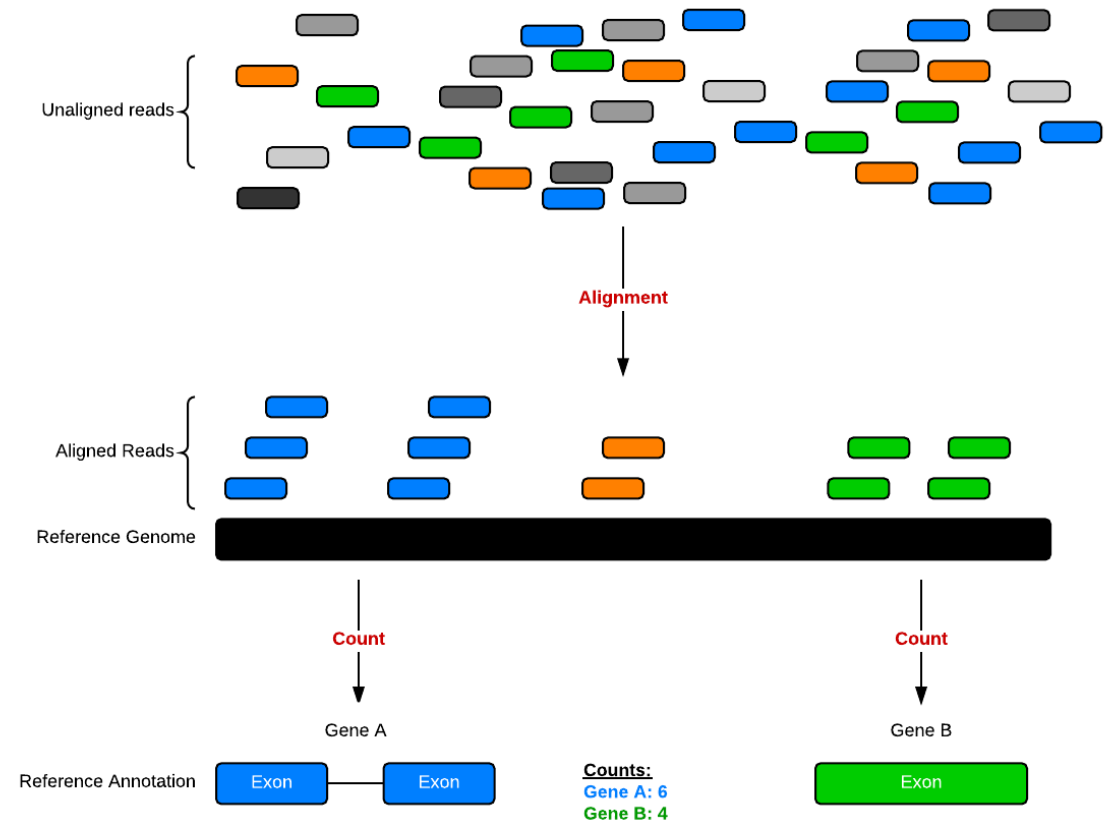 Unaligned reads
Alignment
Aligned Reads
Reference Genome
Count
Count
Gene A
Gene B
Reference Annotation
Exon
Exon
Exon
Counts:
Gene A: 6
Gene B: 4